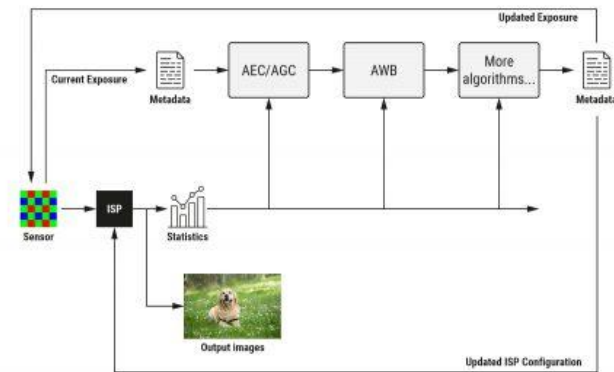 Updated Exposure
Current Exposure
Metadata
AEC/AGC
AWB
More
algorithms...
Metadata
Sensor
ISP
Statistics
Output images
Updated ISP Configuration